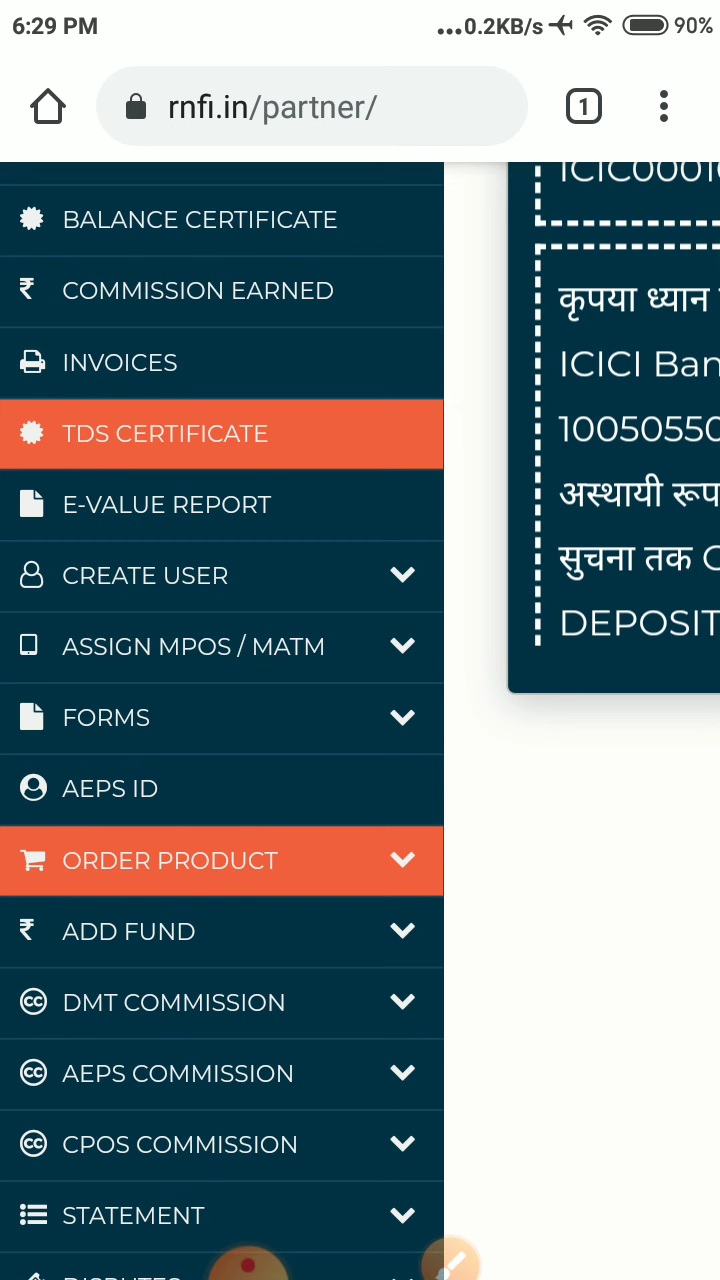 6:29 PM
...0.2KB/s
90%
rnfi.in/partner/
1
BALANCE CERTIFICATE
COMMISSION EARNED
INVOICES
TDS CERTIFICATE
E-VALUE REPORT
CREATE USER
ASSIGN MPOS / MATM
FORMS
AEPS ID
ORDER PRODUCT
ADD FUND
DMT COMMISSION
AEPS COMMISSION
CPOS COMMISSION
STATEMENT
कृपया ध्यान
ICICI Ban
10050550
अस्थायी रूप
सुचना तक
DEPOSIT